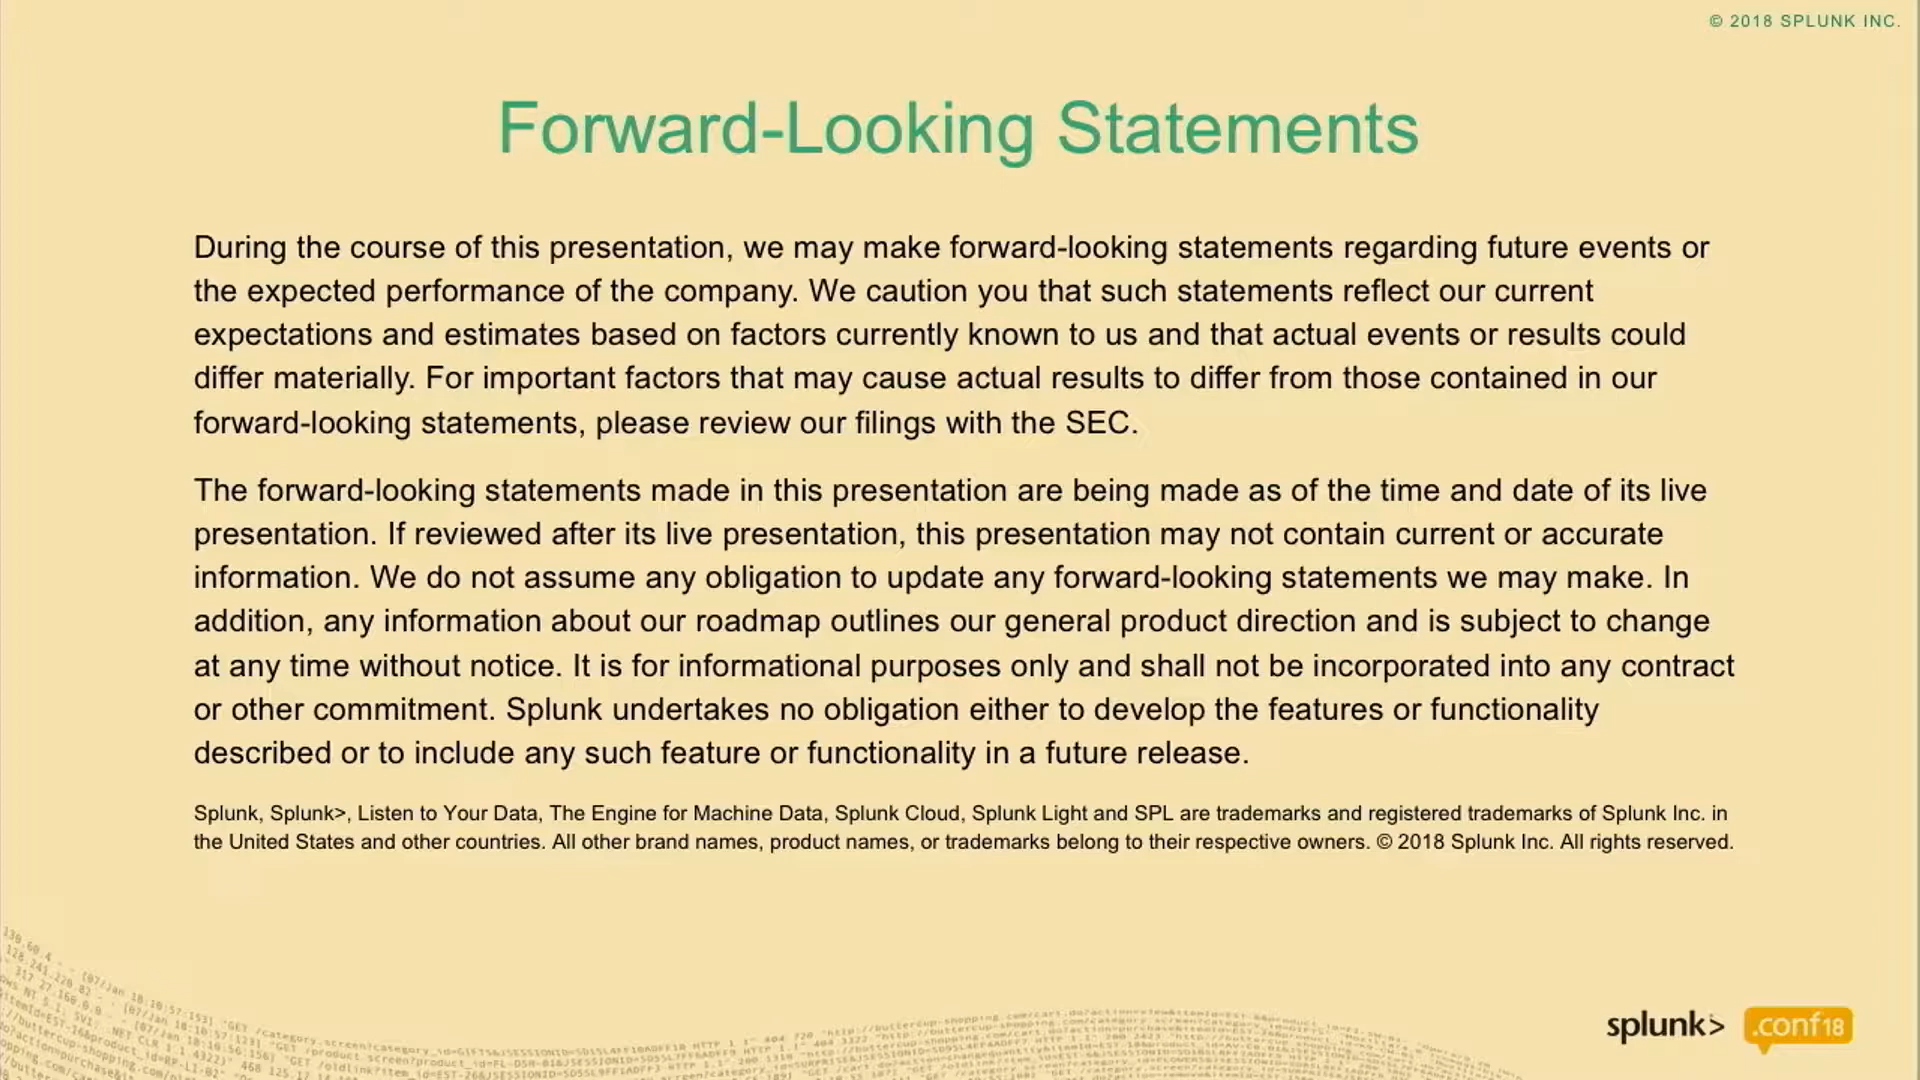 © 2018 SPLUNK INC.
Forward-Looking Statements
During the course of this presentation, we may make forward-looking statements regarding future events or
the expected performance of the company. We caution you that such statements reflect our current
expectations and estimates based on factors currently known to us and that actual events or results could
differ materially. For important factors that may cause actual results to differ from those contained in our
forward-looking statements, please review our filings with the SEC.
The forward-looking statements made in this presentation are being made as of the time and date of its live
presentation. If reviewed after its live presentation, this presentation may not contain current or accurate
information. We do not assume any obligation to update any forward-looking statements we may make. In
addition, any information about our roadmap outlines our general product direction and is subject to change
at any time without notice. It is for informational purposes only and shall not be incorporated into any contract
or other commitment. Splunk undertakes no obligation either to develop the features or functionality
described or to include any such feature or functionality in a future release.
Splunk, Splunk>, Listen to Your Data, The Engine for Machine Data, Splunk Cloud, Splunk Light and SPL are trademarks and registered trademarks of Splunk Inc. in
the United States and other countries. All other brand names, product names, or trademarks belong to their respective owners. © 2018 Splunk Inc. All rights reserved.
splunk> .conf18